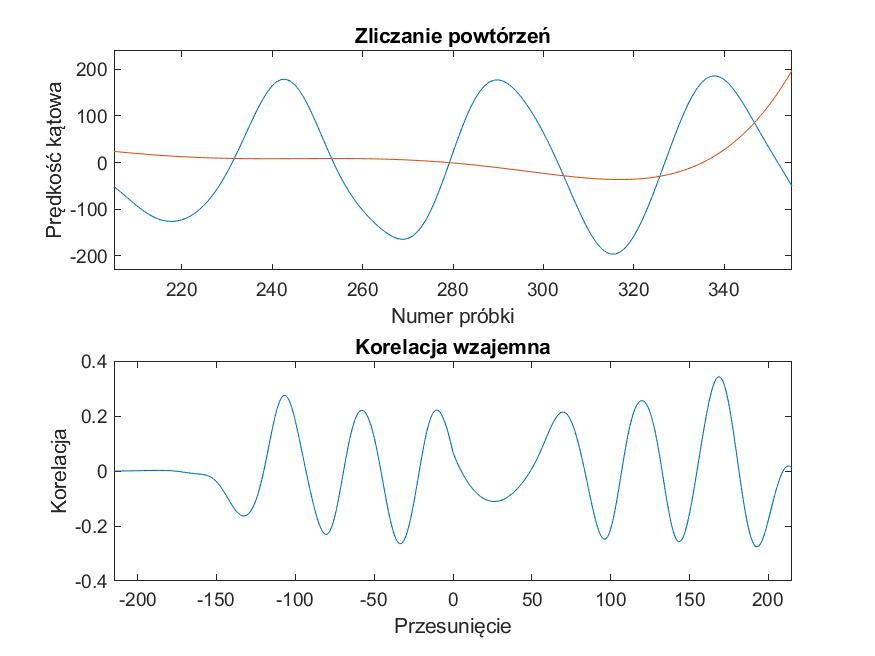 Zliczanie powtórzeń
200
100
0
-100
-200
Prędkość kątowa
220 240 260 280 300 320 340
Numer próbki
Korelacja wzajemna
0.4
0.2
0
-0.2
-0.4
Korelacja
-200 -150 -100 -50 0 50 100 150 200
Przesunięcie